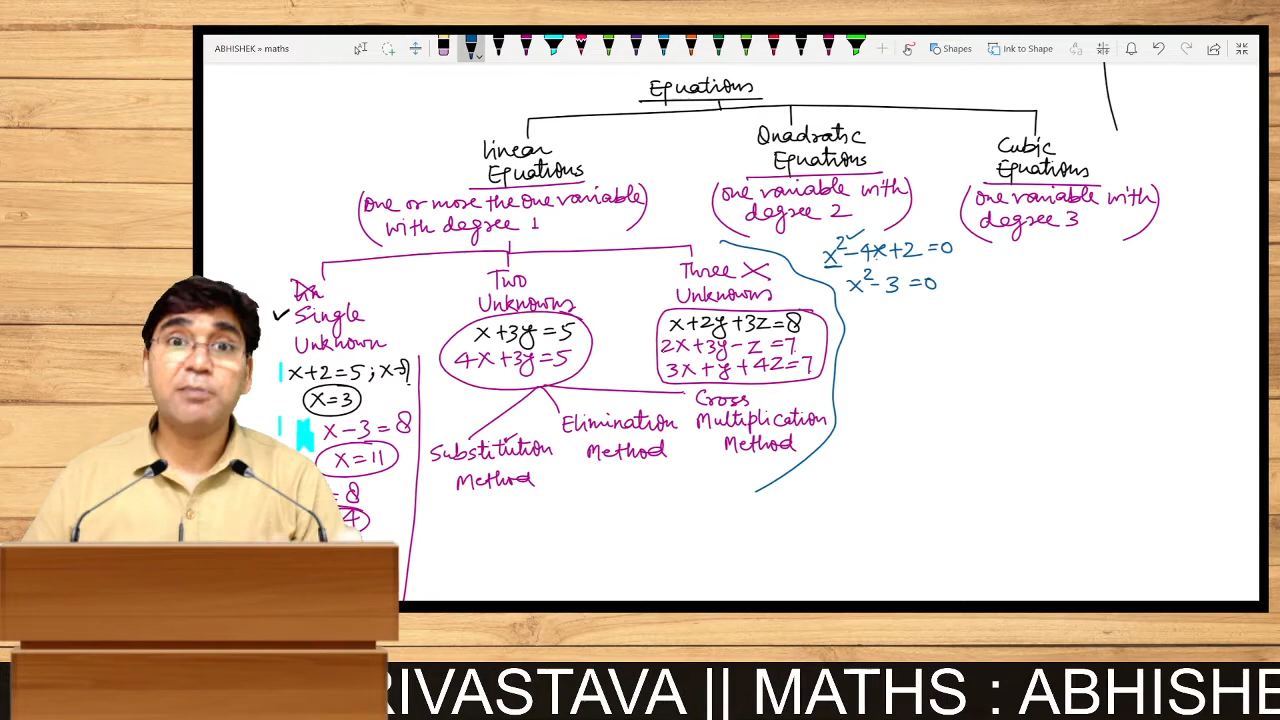 ABHISHEK » maths
Shapes
Ink to Shape
Equations
Linear
Equations
(one or more the one variable
with degree 1)
Quadratic
Equations
(one variable with
degree 2)
Cubic
Equations
(one variable with
degree 3)
x²-4x+2=0
x²-3=0
✓ Single
Unknown
x+2=5; x=9
x=3
x-3=8
x=11
=8
4
Two
Unknowns
x+3y=5
4x+3y=5
Three X
Unknowns
x+2y+3z=8
2x+3y-z=7
3x+y+4z=7
Substitution
Method
Elimination
Method
Cross
Multiplication
Method
RIVASTAVA || MATHS : ABHISHE